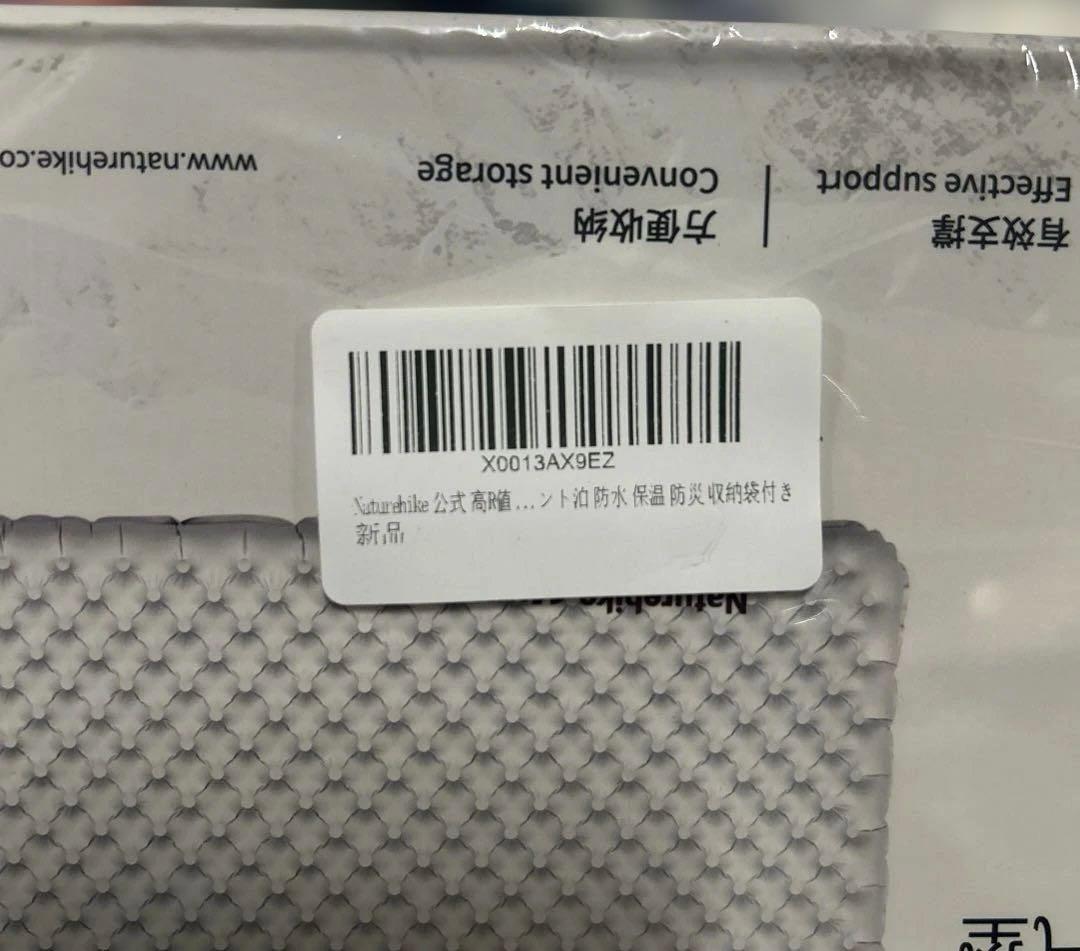 X0013AX9EZ
Naturehike 公式 高R値 ... ント泊 防水 保温 防災 収納袋付き
新品
有效支撑
Effective support
方便收纳
Convenient storage
www.naturehike.co
Naturehike